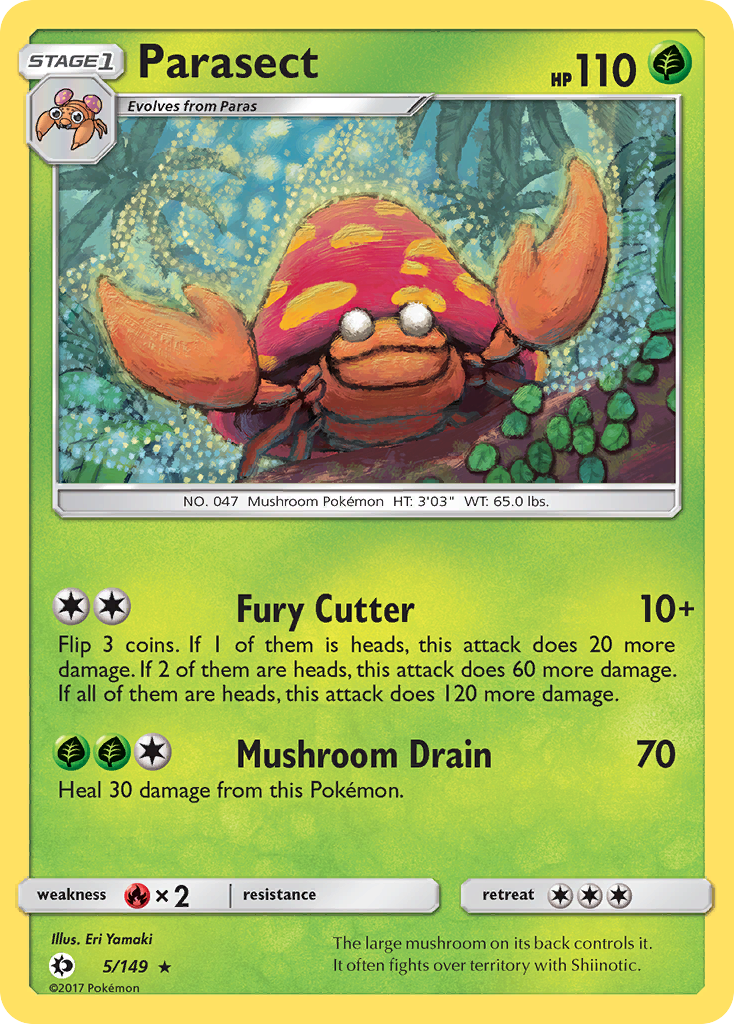 STAGE1
Parasect
HP110
Evolves from Paras
NO. 047 Mushroom Pokémon HT: 3'03" WT: 65.0 lbs.
Fury Cutter 10+
Flip 3 coins. If 1 of them is heads, this attack does 20 more
damage. If 2 of them are heads, this attack does 60 more damage.
If all of them are heads, this attack does 120 more damage.
Mushroom Drain 70
Heal 30 damage from this Pokémon.
weakness ×2 resistance retreat
Illus. Eri Yamaki
5/149 ★
©2017 Pokémon
The large mushroom on its back controls it.
It often fights over territory with Shiinotic.